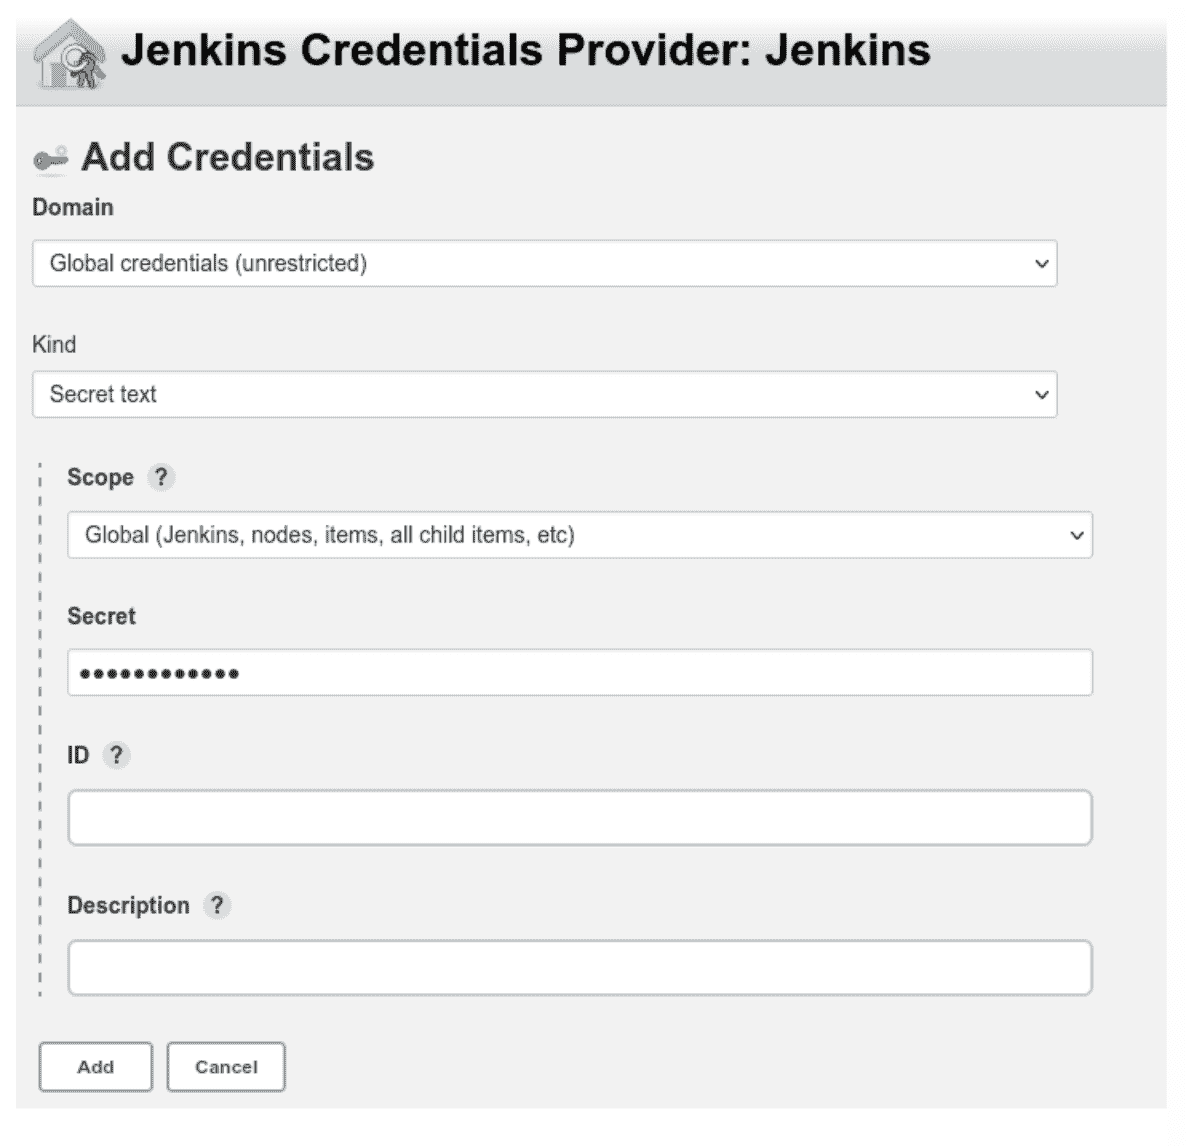 Jenkins Credentials Provider: Jenkins
Add Credentials
Domain
Global credentials (unrestricted)
Kind
Secret text
Scope ?
Global (Jenkins, nodes, items, all child items, etc)
Secret
••••••••••••
ID ?
Description ?
Add Cancel